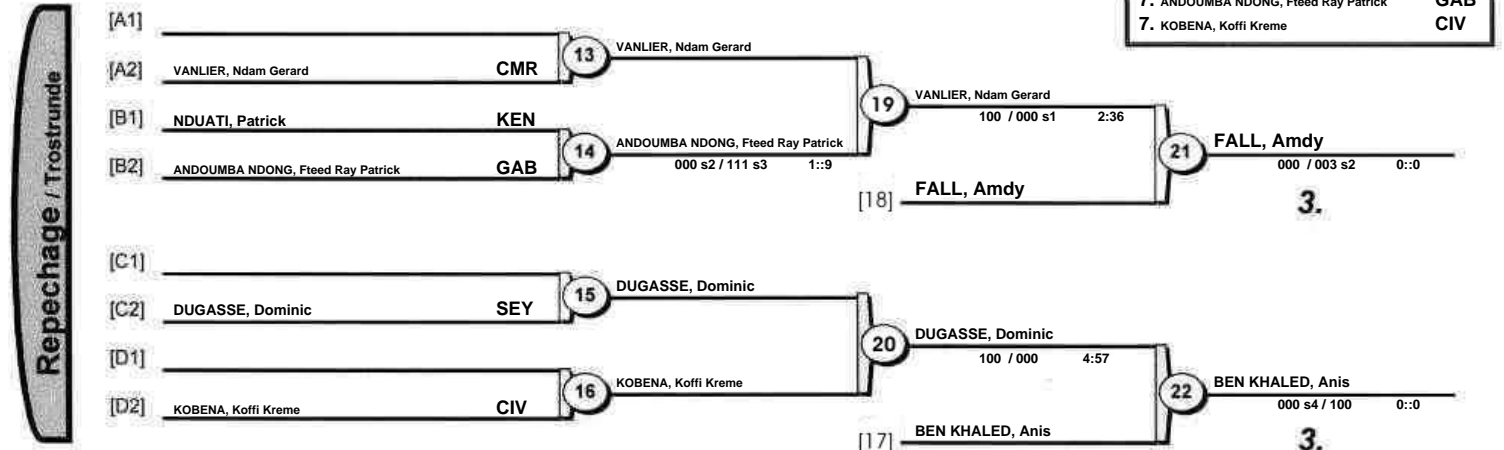 7. ANDOUMBA NDONG, Fteed Ray Patrick GAB
7. KOBENA, Koffi Kreme CIV
Repechage / Trostrunde
[A1]
13
VANLIER, Ndam Gerard
[A2] VANLIER, Ndam Gerard CMR
19
VANLIER, Ndam Gerard
100 / 000 s1 2:36
[B1] NDUATI, Patrick KEN
14
ANDOUMBA NDONG, Fteed Ray Patrick
000 s2 / 111 s3 1::9
[B2] ANDOUMBA NDONG, Fteed Ray Patrick GAB
21
FALL, Amdy
000 / 003 s2 0::0
[18] FALL, Amdy
3.
[C1]
15
DUGASSE, Dominic
[C2] DUGASSE, Dominic SEY
20
DUGASSE, Dominic
100 / 000 4:57
[D1]
16
KOBENA, Koffi Kreme
[D2] KOBENA, Koffi Kreme CIV
22
BEN KHALED, Anis
000 s4 / 100 0::0
[17] BEN KHALED, Anis
3.